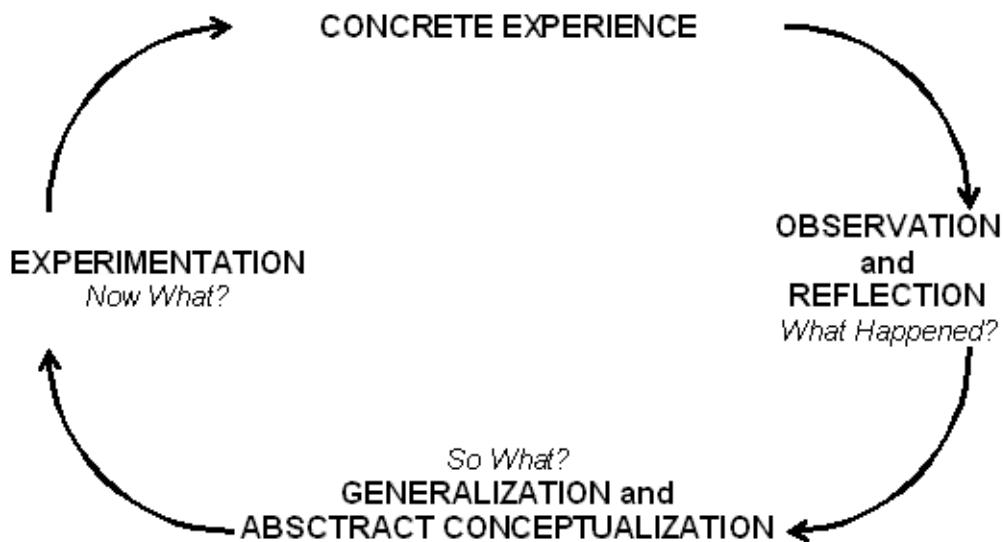 CONCRETE EXPERIENCE
OBSERVATION
and
REFLECTION
What Happened?
So What?
GENERALIZATION and
ABSCTRACT CONCEPTUALIZATION
EXPERIMENTATION
Now What?